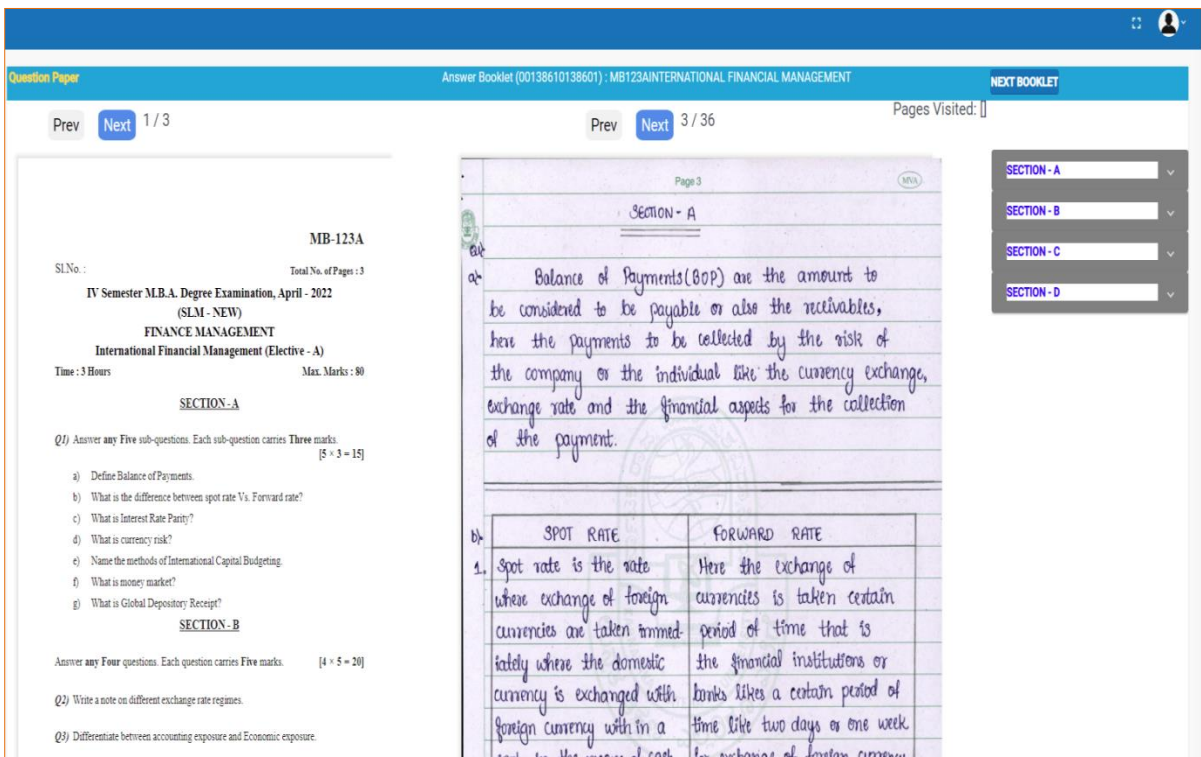 Question Paper
Answer Booklet (00138610138601) : MB123AINTERNATIONAL FINANCIAL MANAGEMENT
NEXT BOOKLET
Prev Next 1 / 3
Prev Next 3 / 36
Pages Visited: []
SECTION - A
SECTION - B
SECTION - C
SECTION - D
MB-123A
Sl.No. :
Total No. of Pages : 3
IV Semester M.B.A. Degree Examination, April - 2022
(SLM - NEW)
FINANCE MANAGEMENT
International Financial Management (Elective - A)
Time : 3 Hours
Max. Marks : 80
SECTION - A
Q1) Answer any Five sub-questions. Each sub-question carries Three marks.
[5 × 3 = 15]
a) Define Balance of Payments.
b) What is the difference between spot rate Vs. Forward rate?
c) What is Interest Rate Parity?
d) What is currency risk?
e) Name the methods of International Capital Budgeting.
f) What is money market?
g) What is Global Depository Receipt?
SECTION - B
Answer any Four questions. Each question carries Five marks. [4 × 5 = 20]
Q2) Write a note on different exchange rate regimes.
Q3) Differentiate between accounting exposure and Economic exposure.
Page 3
MVA
SECTION - A
a)
Balance of Payments (BOP) are the amount to
be considered to be payable or also the receivables,
here the payments to be collected by the risk of
the company or the individual like the currency exchange,
exchange rate and the financial aspects for the collection
of the payment.
b)
SPOT RATE
1. Spot rate is the rate
where exchange of foreign
currencies are taken immed-
iately where the domestic
currency is exchanged with
foreign currency with in a
FORWARD RATE
Here the exchange of
currencies is taken certain
period of time that is
the financial institutions or
banks likes a certain period of
time like two days or one week
for exchange of foreign currency